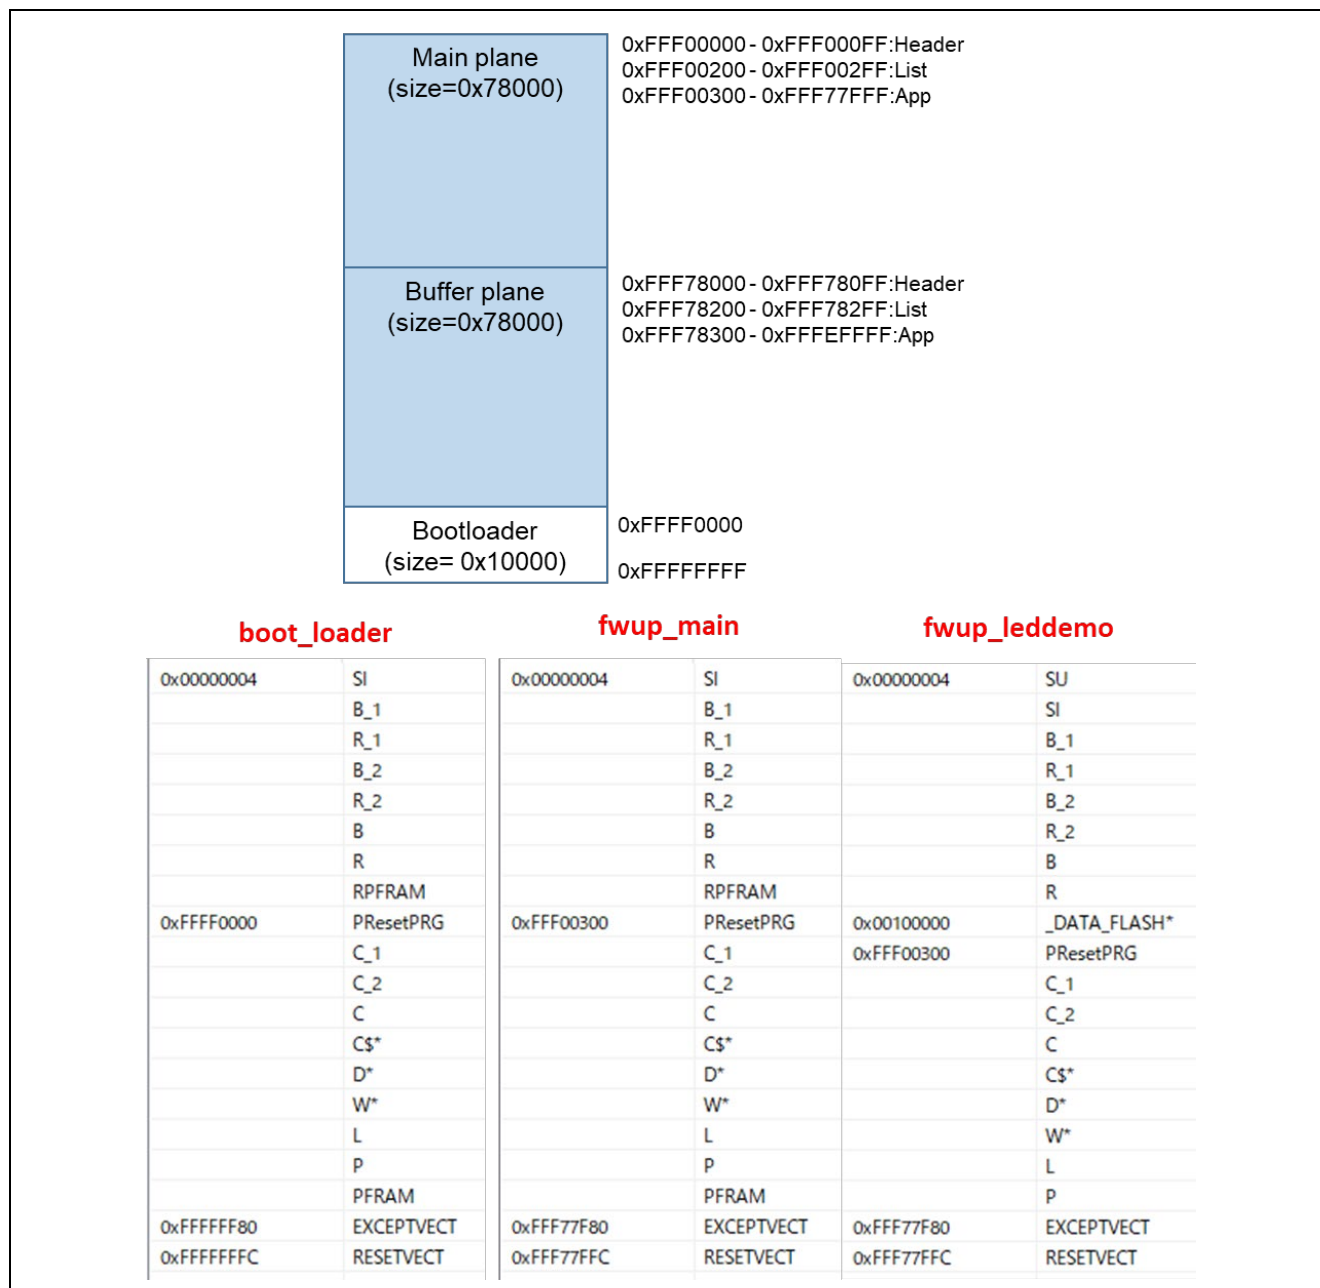 Main plane
(size=0x78000)
0xFFF00000 - 0xFFF000FF:Header
0xFFF00200 - 0xFFF002FF:List
0xFFF00300 - 0xFFF77FFF:App
Buffer plane
(size=0x78000)
0xFFF78000 - 0xFFF780FF:Header
0xFFF78200 - 0xFFF782FF:List
0xFFF78300 - 0xFFFEFFFF:App
Bootloader
(size= 0x10000)
0xFFFF0000
0xFFFFFFFF
boot_loader
0x00000004 SI
B_1
R_1
B_2
R_2
B
R
RPFRAM
0xFFFF0000 PResetPRG
C_1
C_2
C
C$*
D*
W*
L
P
PFRAM
0xFFFFFF80 EXCEPTVECT
0xFFFFFFFC RESETVECT
fwup_main
0x00000004 SI
B_1
R_1
B_2
R_2
B
R
RPFRAM
0xFFF00300 PResetPRG
C_1
C_2
C
C$*
D*
W*
L
P
PFRAM
0xFFF77F80 EXCEPTVECT
0xFFF77FFC RESETVECT
fwup_leddemo
0x00000004 SU
SI
B_1
R_1
B_2
R_2
B
R
0x00100000 _DATA_FLASH*
0xFFF00300 PResetPRG
C_1
C_2
C
C$*
D*
W*
L
P
0xFFF77F80 EXCEPTVECT
0xFFF77FFC RESETVECT